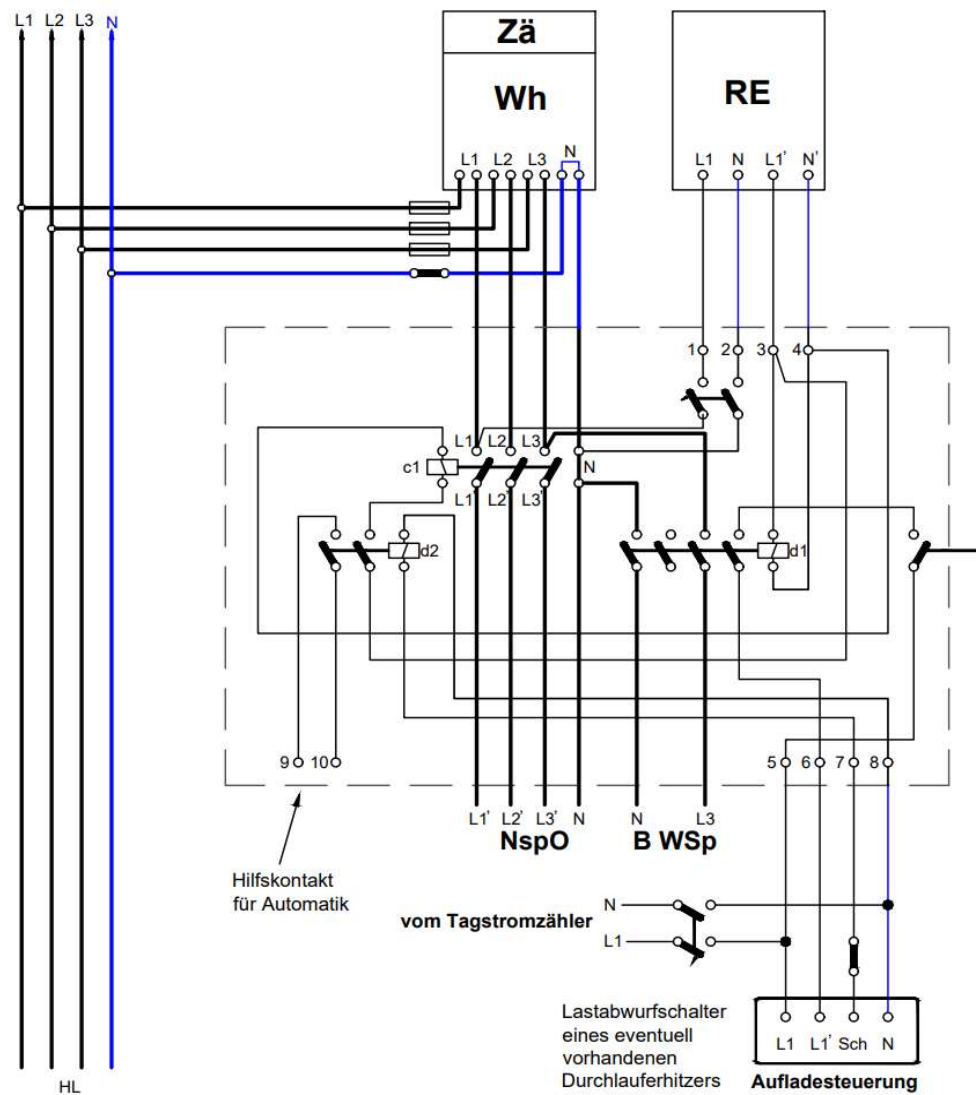 L1 L2 L3 N
Zä
Wh
L1 L2 L3 N
RE
L1 N L1' N'
1 2 3 4
L1 L2 L3 N
c1
L1' L2' L3'
d2
d1
9 10
5 6 7 8
L1' L2' L3' N
NspO
N L3
B WSp
Hilfskontakt
für Automatik
vom Tagstromzähler
N
L1
Lastabwurfschalter
eines eventuell
vorhandenen
Durchlauferhitzers
L1 L1' Sch N
Aufladesteuerung
HL